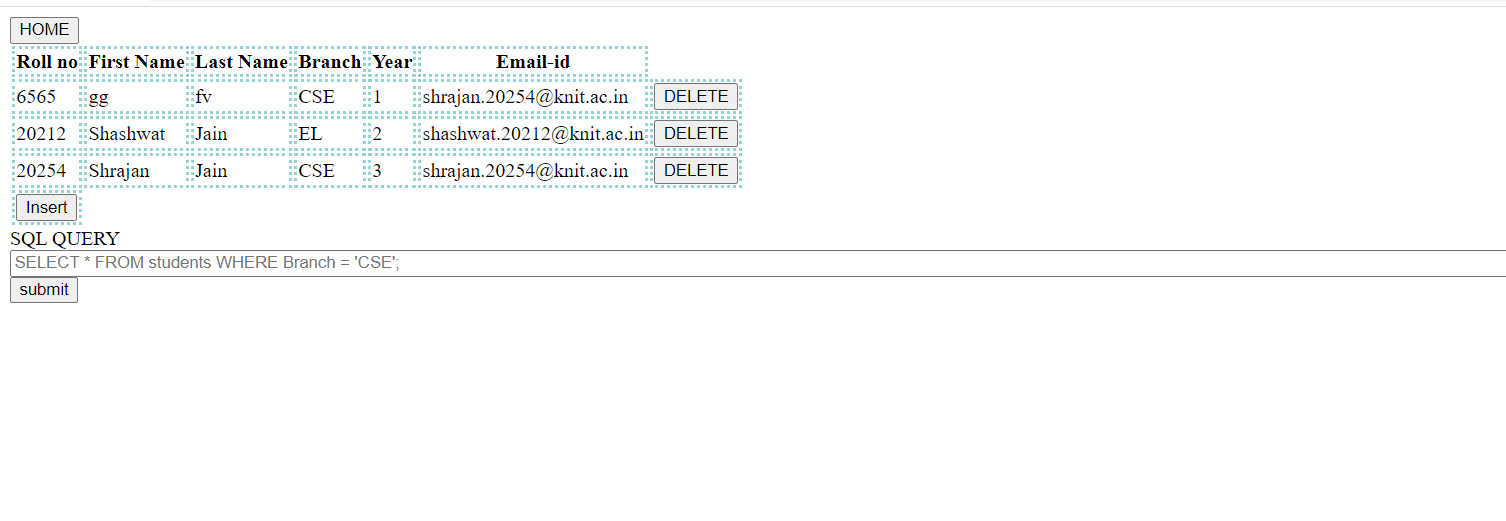 HOME
Roll no First Name Last Name Branch Year Email-id
6565 gg fv CSE 1 shrajan.20254@knit.ac.in DELETE
20212 Shashwat Jain EL 2 shashwat.20212@knit.ac.in DELETE
20254 Shrajan Jain CSE 3 shrajan.20254@knit.ac.in DELETE
Insert
SQL QUERY
SELECT * FROM students WHERE Branch = 'CSE';
submit